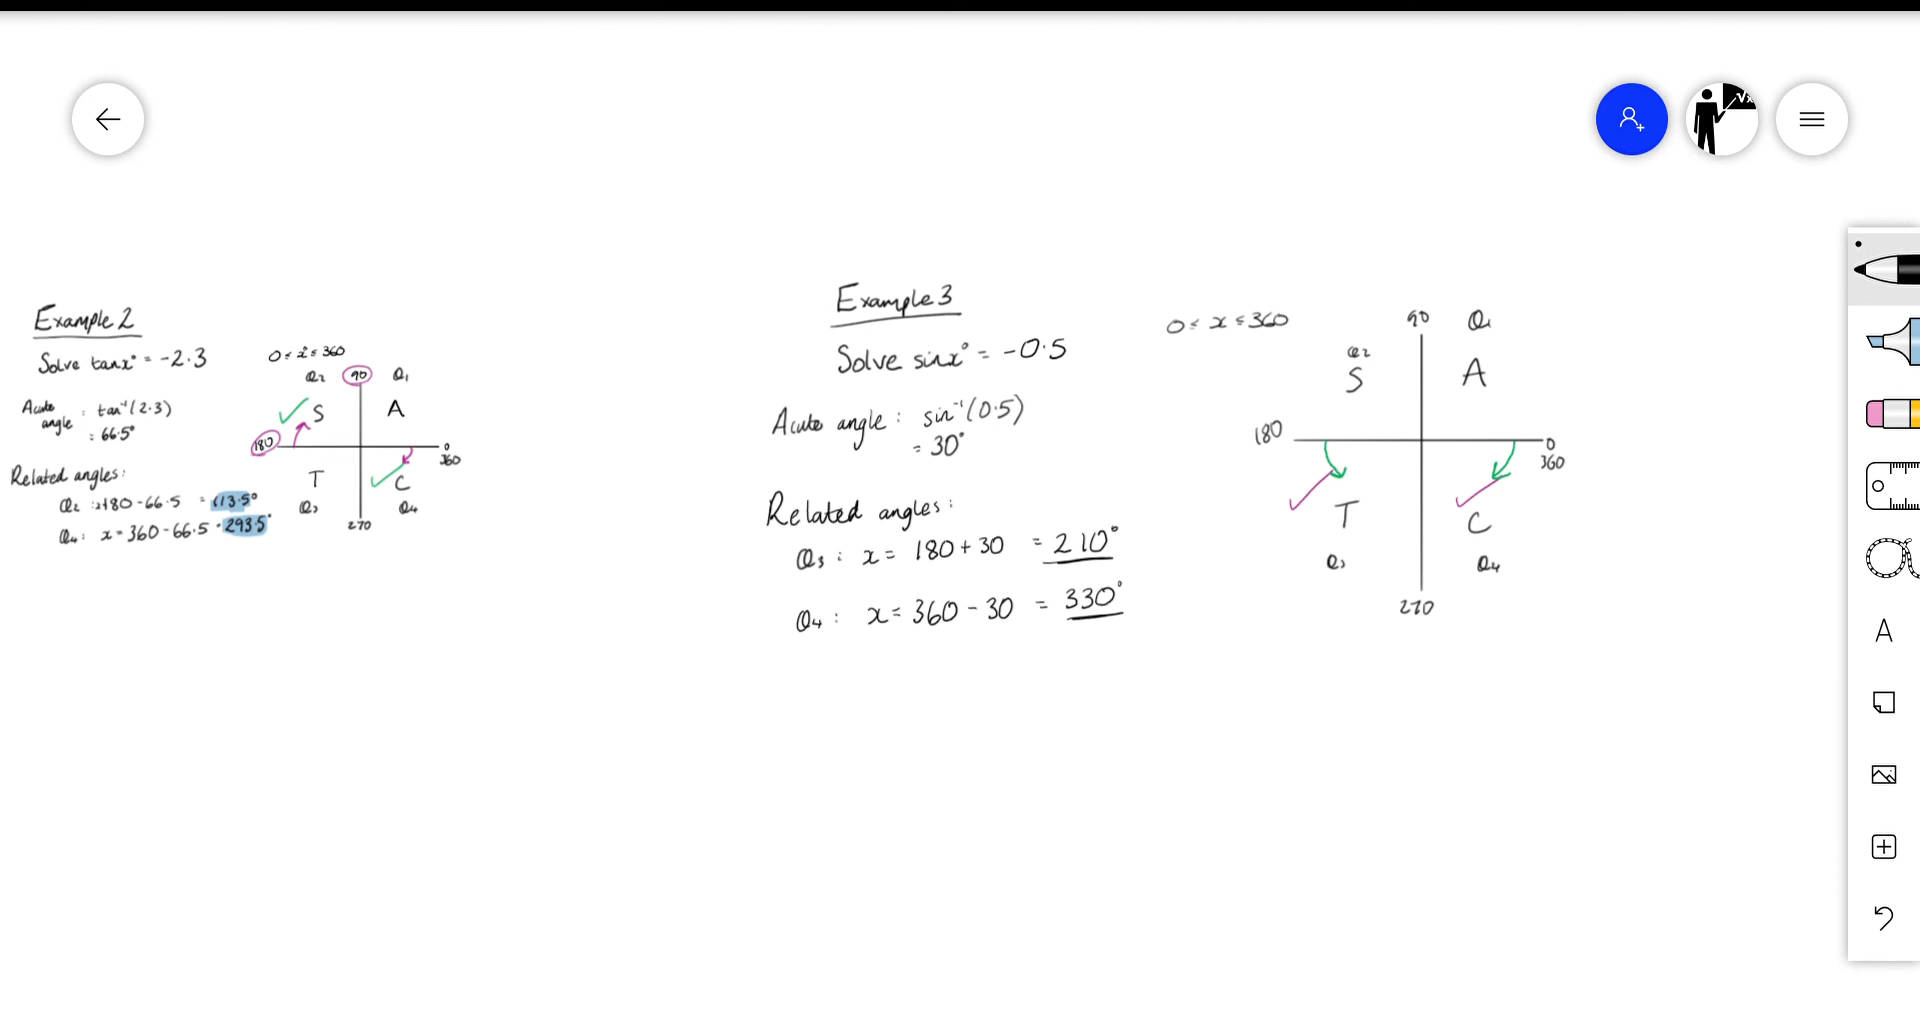 Example 2
Solve tanx° = -2.3
0 ≤ x ≤ 360
Q2 90 Q1
S A
180 0
360
T C
Q3 Q4
270
Acute angle : tan⁻¹(2.3)
= 66.5°
Related angles:
Q2 : x=180-66.5 = 113.5°
Q4: x=360-66.5 = 293.5°
Example 3
Solve sinx° = -0.5
0 ≤ x ≤ 360
Acute angle: sin⁻¹(0.5)
= 30°
Related angles:
Q3 : x = 180+30 = 210°
Q4 : x = 360-30 = 330°
90 Q1
Q2
S A
180 0
360
T C
Q3 Q4
270
√x
A